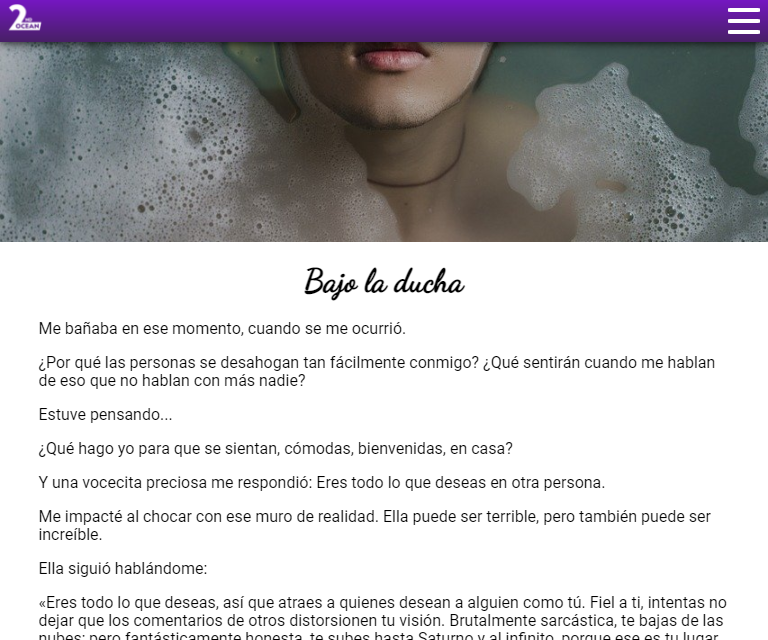 2
OCEAN
Bajo la ducha
Me bañaba en ese momento, cuando se me ocurrió.
¿Por qué las personas se desahogan tan fácilmente conmigo? ¿Qué sentirán cuando me hablan
de eso que no hablan con más nadie?
Estuve pensando...
¿Qué hago yo para que se sientan, cómodas, bienvenidas, en casa?
Y una vocecita preciosa me respondió: Eres todo lo que deseas en otra persona.
Me impacté al chocar con ese muro de realidad. Ella puede ser terrible, pero también puede ser
increíble.
Ella siguió hablándome:
«Eres todo lo que deseas, así que atraes a quienes desean a alguien como tú. Fiel a ti, intentas no
dejar que los comentarios de otros distorsionen tu visión. Brutalmente sarcástica, te bajas de las
nubes; pero fantásticamente honesta, te subes hasta Saturno y al infinito, porque ese es tu lugar